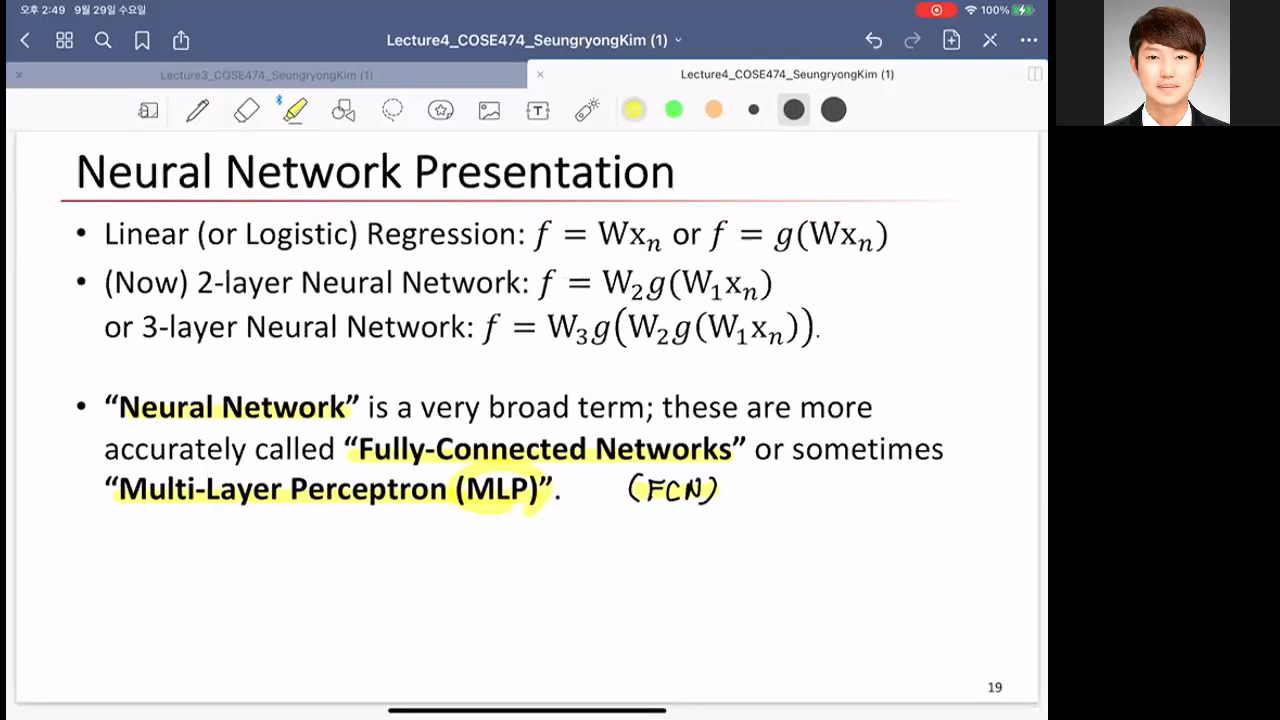 오후 2:49 9월 29일 수요일
100%
Lecture4_COSE474_SeungryongKim (1)
Lecture3_COSE474_SeungryongKim (1)
Lecture4_COSE474_SeungryongKim (1)
T
Neural Network Presentation
• Linear (or Logistic) Regression: f = Wxₙ or f = g(Wxₙ)
• (Now) 2-layer Neural Network: f = W₂g(W₁xₙ)
or 3-layer Neural Network: f = W₃g(W₂g(W₁xₙ)).
• “Neural Network” is a very broad term; these are more
accurately called “Fully-Connected Networks” or sometimes
“Multi-Layer Perceptron (MLP)”. (FCN)
19